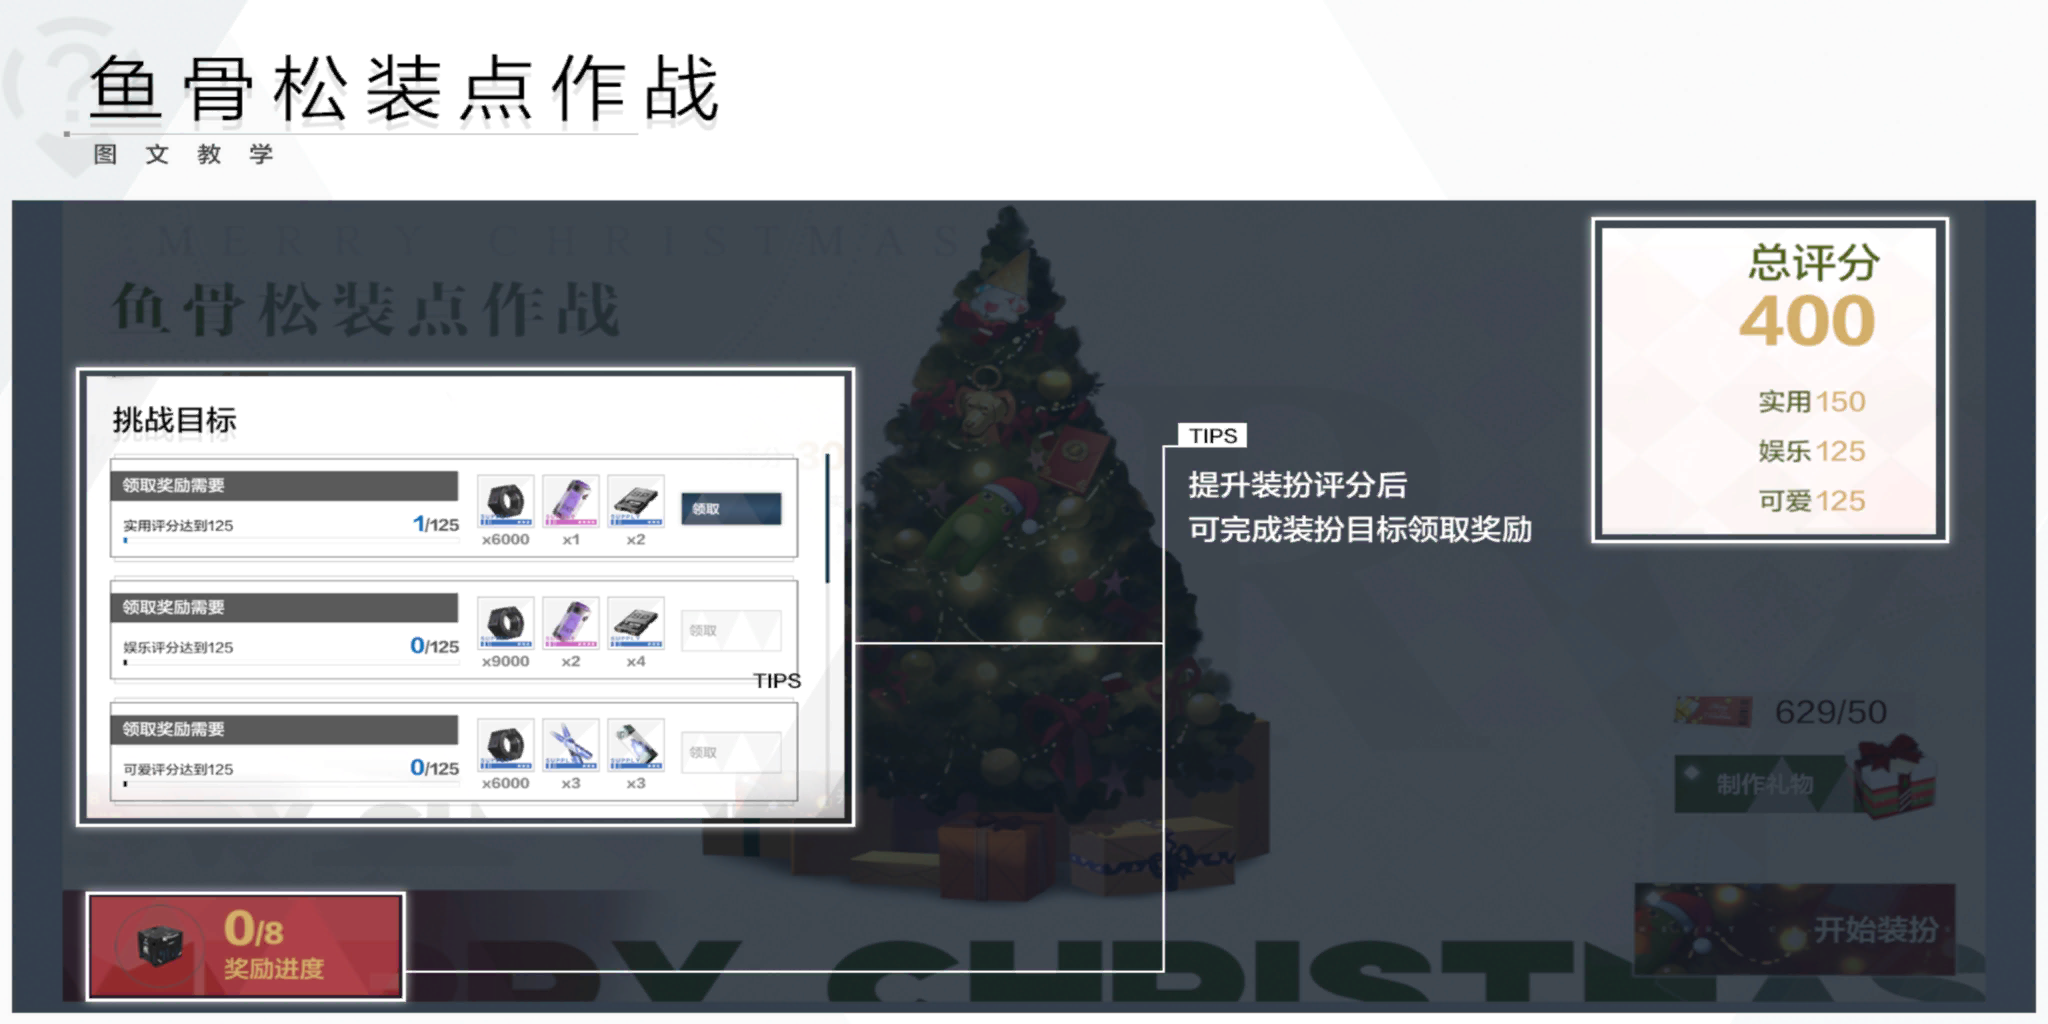 鱼骨松装点作战
图文教学
MERRY CHRISTMAS
鱼骨松装点作战
总评分
400
实用150
娱乐125
可爱125
挑战目标
领取奖励需要
实用评分达到125
1/125
x6000
x1
x2
领取
领取奖励需要
娱乐评分达到125
0/125
x9000
x2
x4
领取
TIPS
领取奖励需要
可爱评分达到125
0/125
x6000
x3
x3
领取
TIPS
提升装扮评分后
可完成装扮目标领取奖励
629/50
制作礼物
开始装扮
0/8
奖励进度
RRY CHRISTMAS